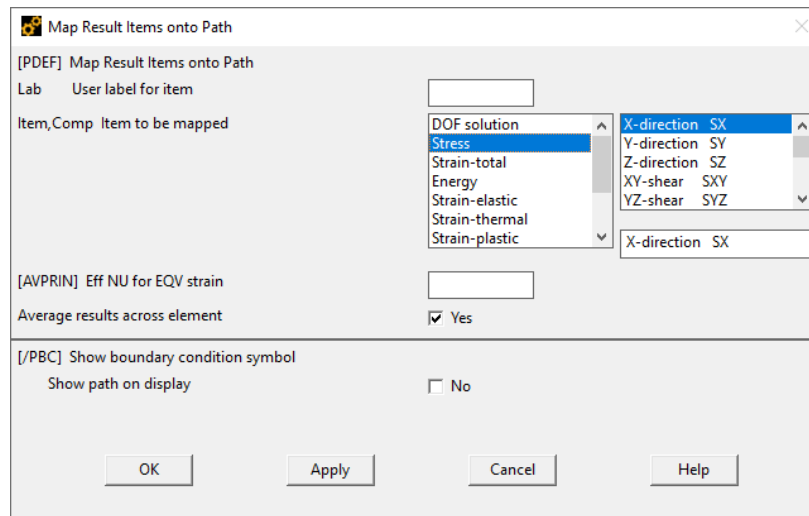 Map Result Items onto Path
[PDEF] Map Result Items onto Path
Lab User label for item
Item,Comp Item to be mapped
DOF solution
Stress
Strain-total
Energy
Strain-elastic
Strain-thermal
Strain-plastic
X-direction SX
Y-direction SY
Z-direction SZ
XY-shear SXY
YZ-shear SYZ
X-direction SX
[AVPRIN] Eff NU for EQV strain
Average results across element Yes
[/PBC] Show boundary condition symbol
Show path on display No
OK Apply Cancel Help